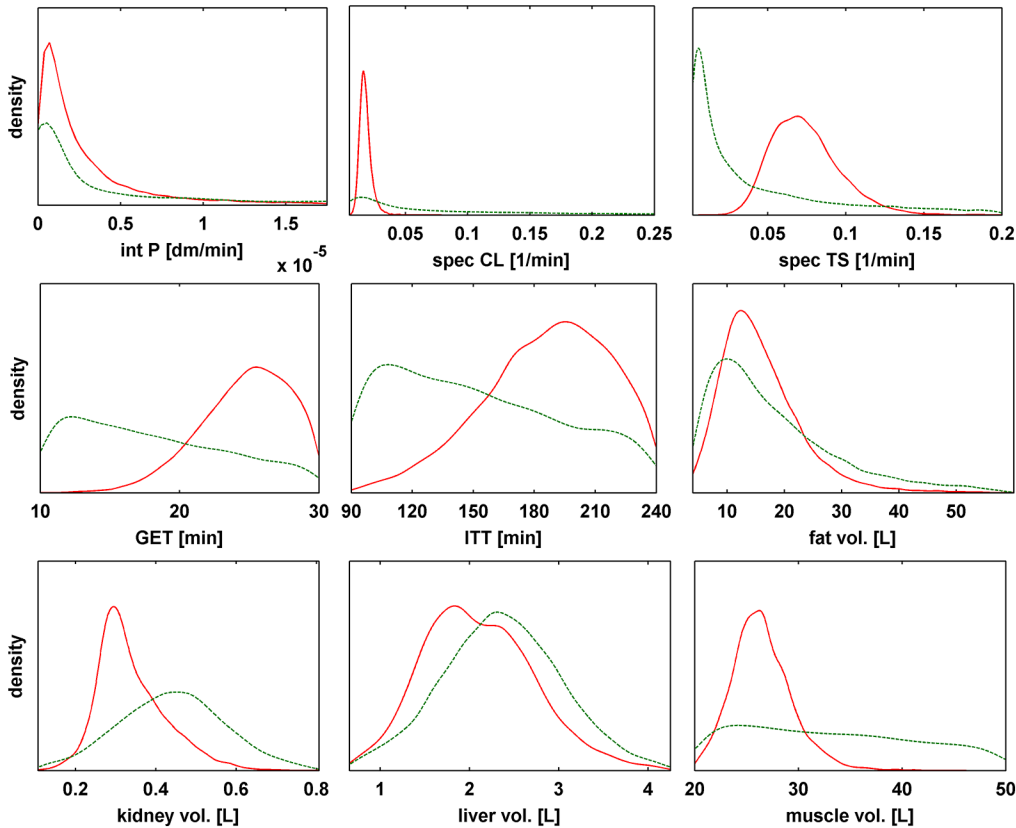 density
0 0.5 1 1.5
int P [dm/min]
x 10-5
0.05 0.1 0.15 0.2 0.25
spec CL [1/min]
0.05 0.1 0.15 0.2
spec TS [1/min]
density
10 20 30
GET [min]
90 120 150 180 210 240
ITT [min]
10 20 30 40 50
fat vol. [L]
density
0.2 0.4 0.6 0.8
kidney vol. [L]
1 2 3 4
liver vol. [L]
20 30 40 50
muscle vol. [L]